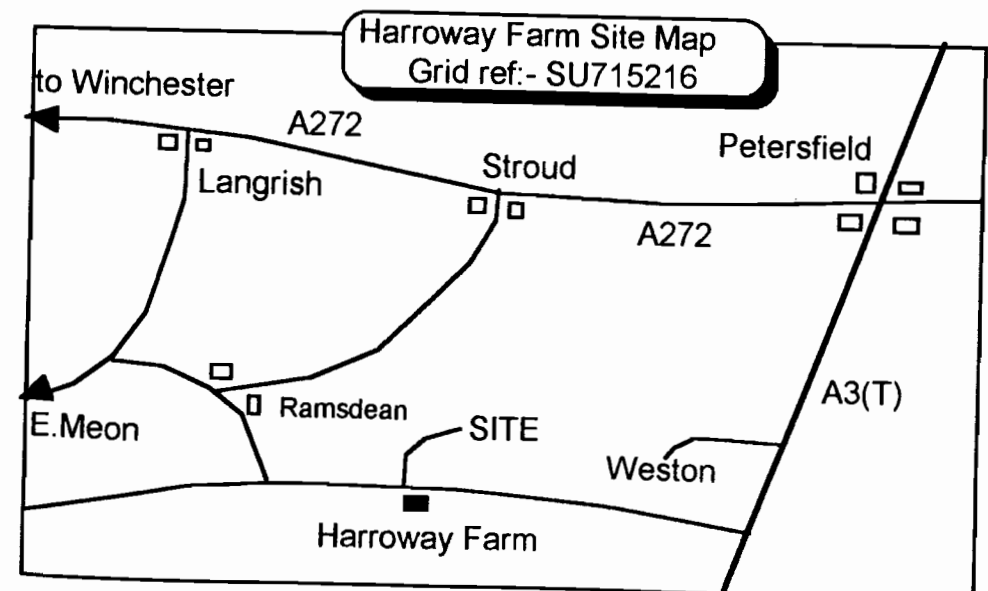 Harroway Farm Site Map
Grid ref:- SU715216
to Winchester
A272
Petersfield
Stroud
Langrish
A272
A3(T)
Ramsdean
E.Meon
SITE
Weston
Harroway Farm